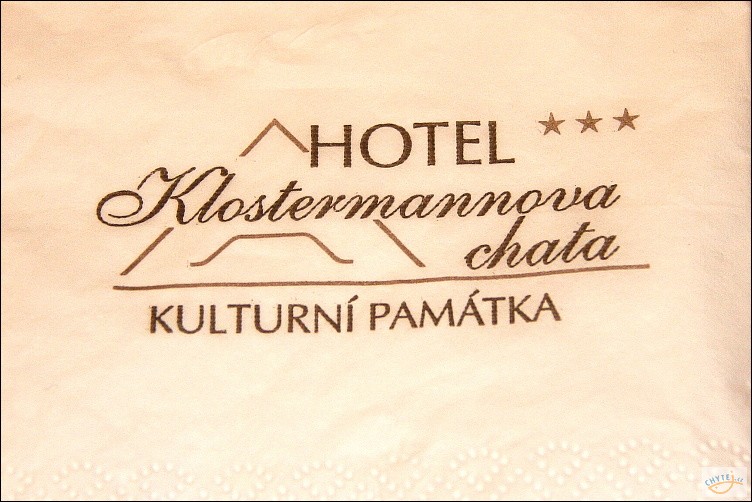 HOTEL ★★★
Klostermannova
chata
KULTURNÍ PAMÁTKA